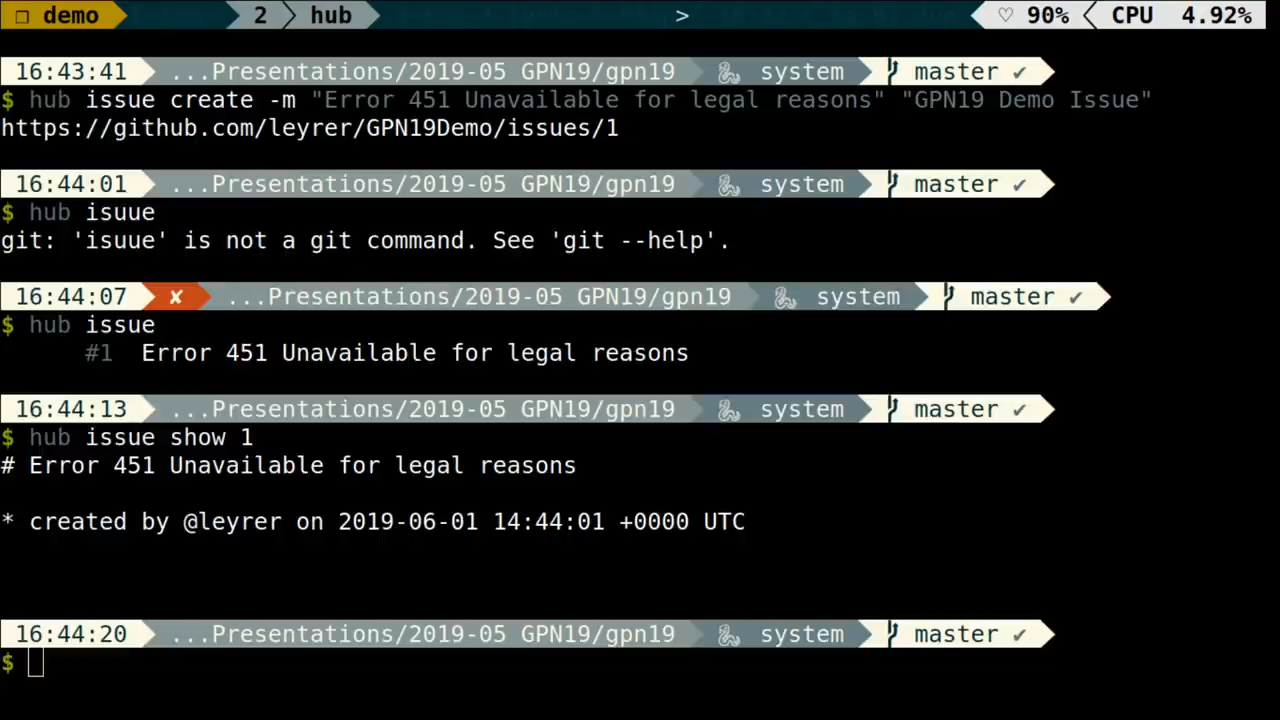 ❐ demo 2 hub > ♡ 90% CPU 4.92%
16:43:41 ...Presentations/2019-05 GPN19/gpn19 system master ✔
$ hub issue create -m "Error 451 Unavailable for legal reasons" "GPN19 Demo Issue"
https://github.com/leyrer/GPN19Demo/issues/1
16:44:01 ...Presentations/2019-05 GPN19/gpn19 system master ✔
$ hub isuue
git: 'isuue' is not a git command. See 'git --help'.
16:44:07 ✘ ...Presentations/2019-05 GPN19/gpn19 system master ✔
$ hub issue
#1 Error 451 Unavailable for legal reasons
16:44:13 ...Presentations/2019-05 GPN19/gpn19 system master ✔
$ hub issue show 1
# Error 451 Unavailable for legal reasons
* created by @leyrer on 2019-06-01 14:44:01 +0000 UTC
16:44:20 ...Presentations/2019-05 GPN19/gpn19 system master ✔
$